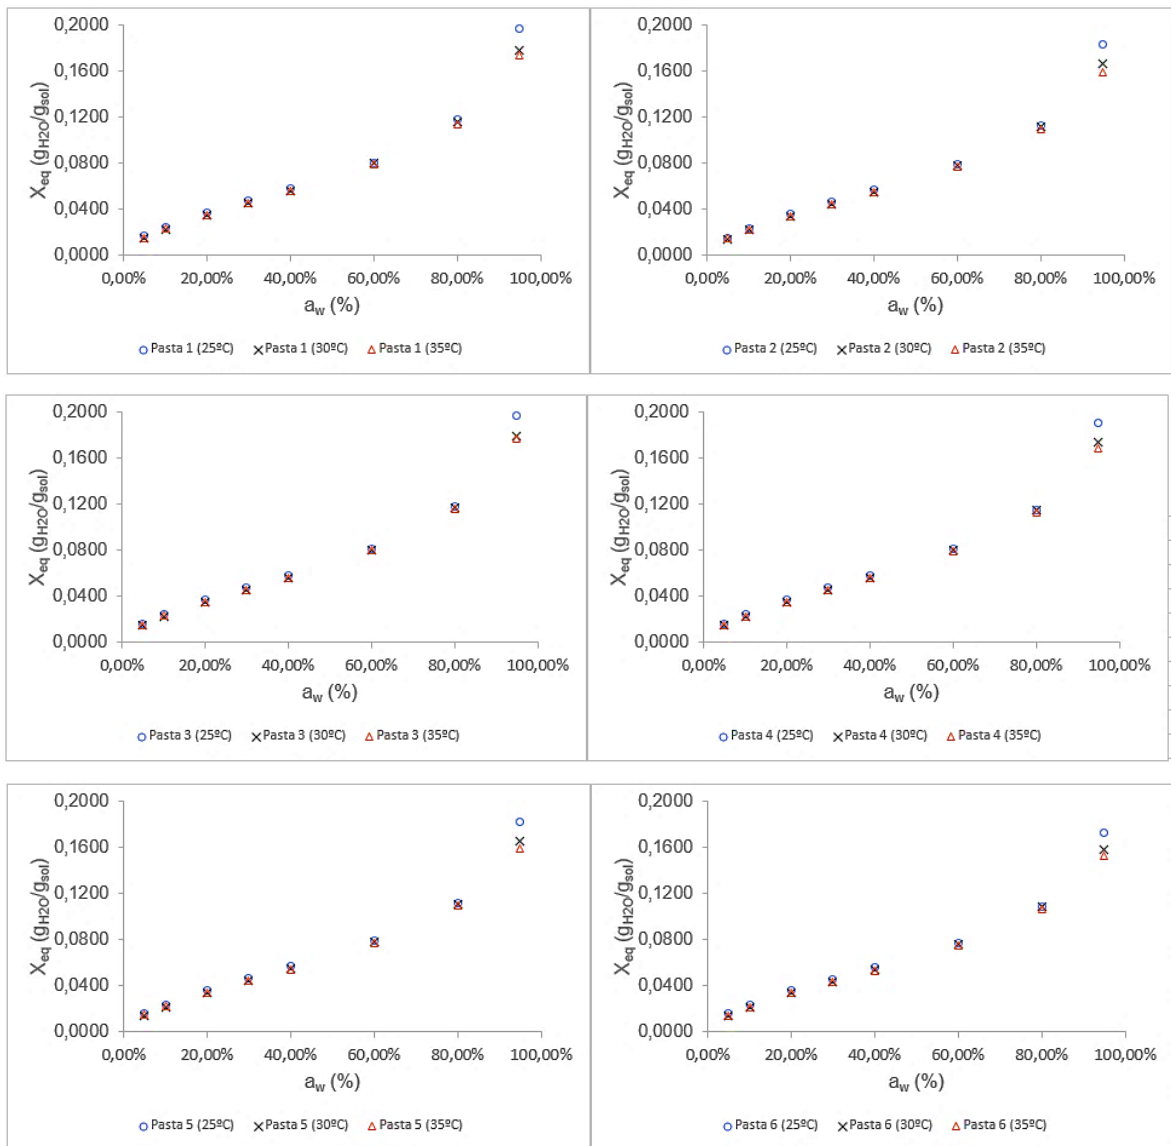 0,2000
0,1600
0,1200
0,0800
0,0400
0,0000
Xeq (gH2O/gsol)
0,00% 20,00% 40,00% 60,00% 80,00% 100,00%
aw (%)
Pasta 1 (25ºC) Pasta 1 (30ºC) Pasta 1 (35ºC)
0,2000
0,1600
0,1200
0,0800
0,0400
0,0000
Xeq (gH2O/gsol)
0,00% 20,00% 40,00% 60,00% 80,00% 100,00%
aw (%)
Pasta 2 (25ºC) Pasta 2 (30ºC) Pasta 2 (35ºC)
0,2000
0,1600
0,1200
0,0800
0,0400
0,0000
Xeq (gH2O/gsol)
0,00% 20,00% 40,00% 60,00% 80,00% 100,00%
aw (%)
Pasta 3 (25ºC) Pasta 3 (30ºC) Pasta 3 (35ºC)
0,2000
0,1600
0,1200
0,0800
0,0400
0,0000
Xeq (gH2O/gsol)
0,00% 20,00% 40,00% 60,00% 80,00% 100,00%
aw (%)
Pasta 4 (25ºC) Pasta 4 (30ºC) Pasta 4 (35ºC)
0,2000
0,1600
0,1200
0,0800
0,0400
0,0000
Xeq (gH2O/gsol)
0,00% 20,00% 40,00% 60,00% 80,00% 100,00%
aw (%)
Pasta 5 (25ºC) Pasta 5 (30ºC) Pasta 5 (35ºC)
0,2000
0,1600
0,1200
0,0800
0,0400
0,0000
Xeq (gH2O/gsol)
0,00% 20,00% 40,00% 60,00% 80,00% 100,00%
aw (%)
Pasta 6 (25ºC) Pasta 6 (30ºC) Pasta 6 (35ºC)